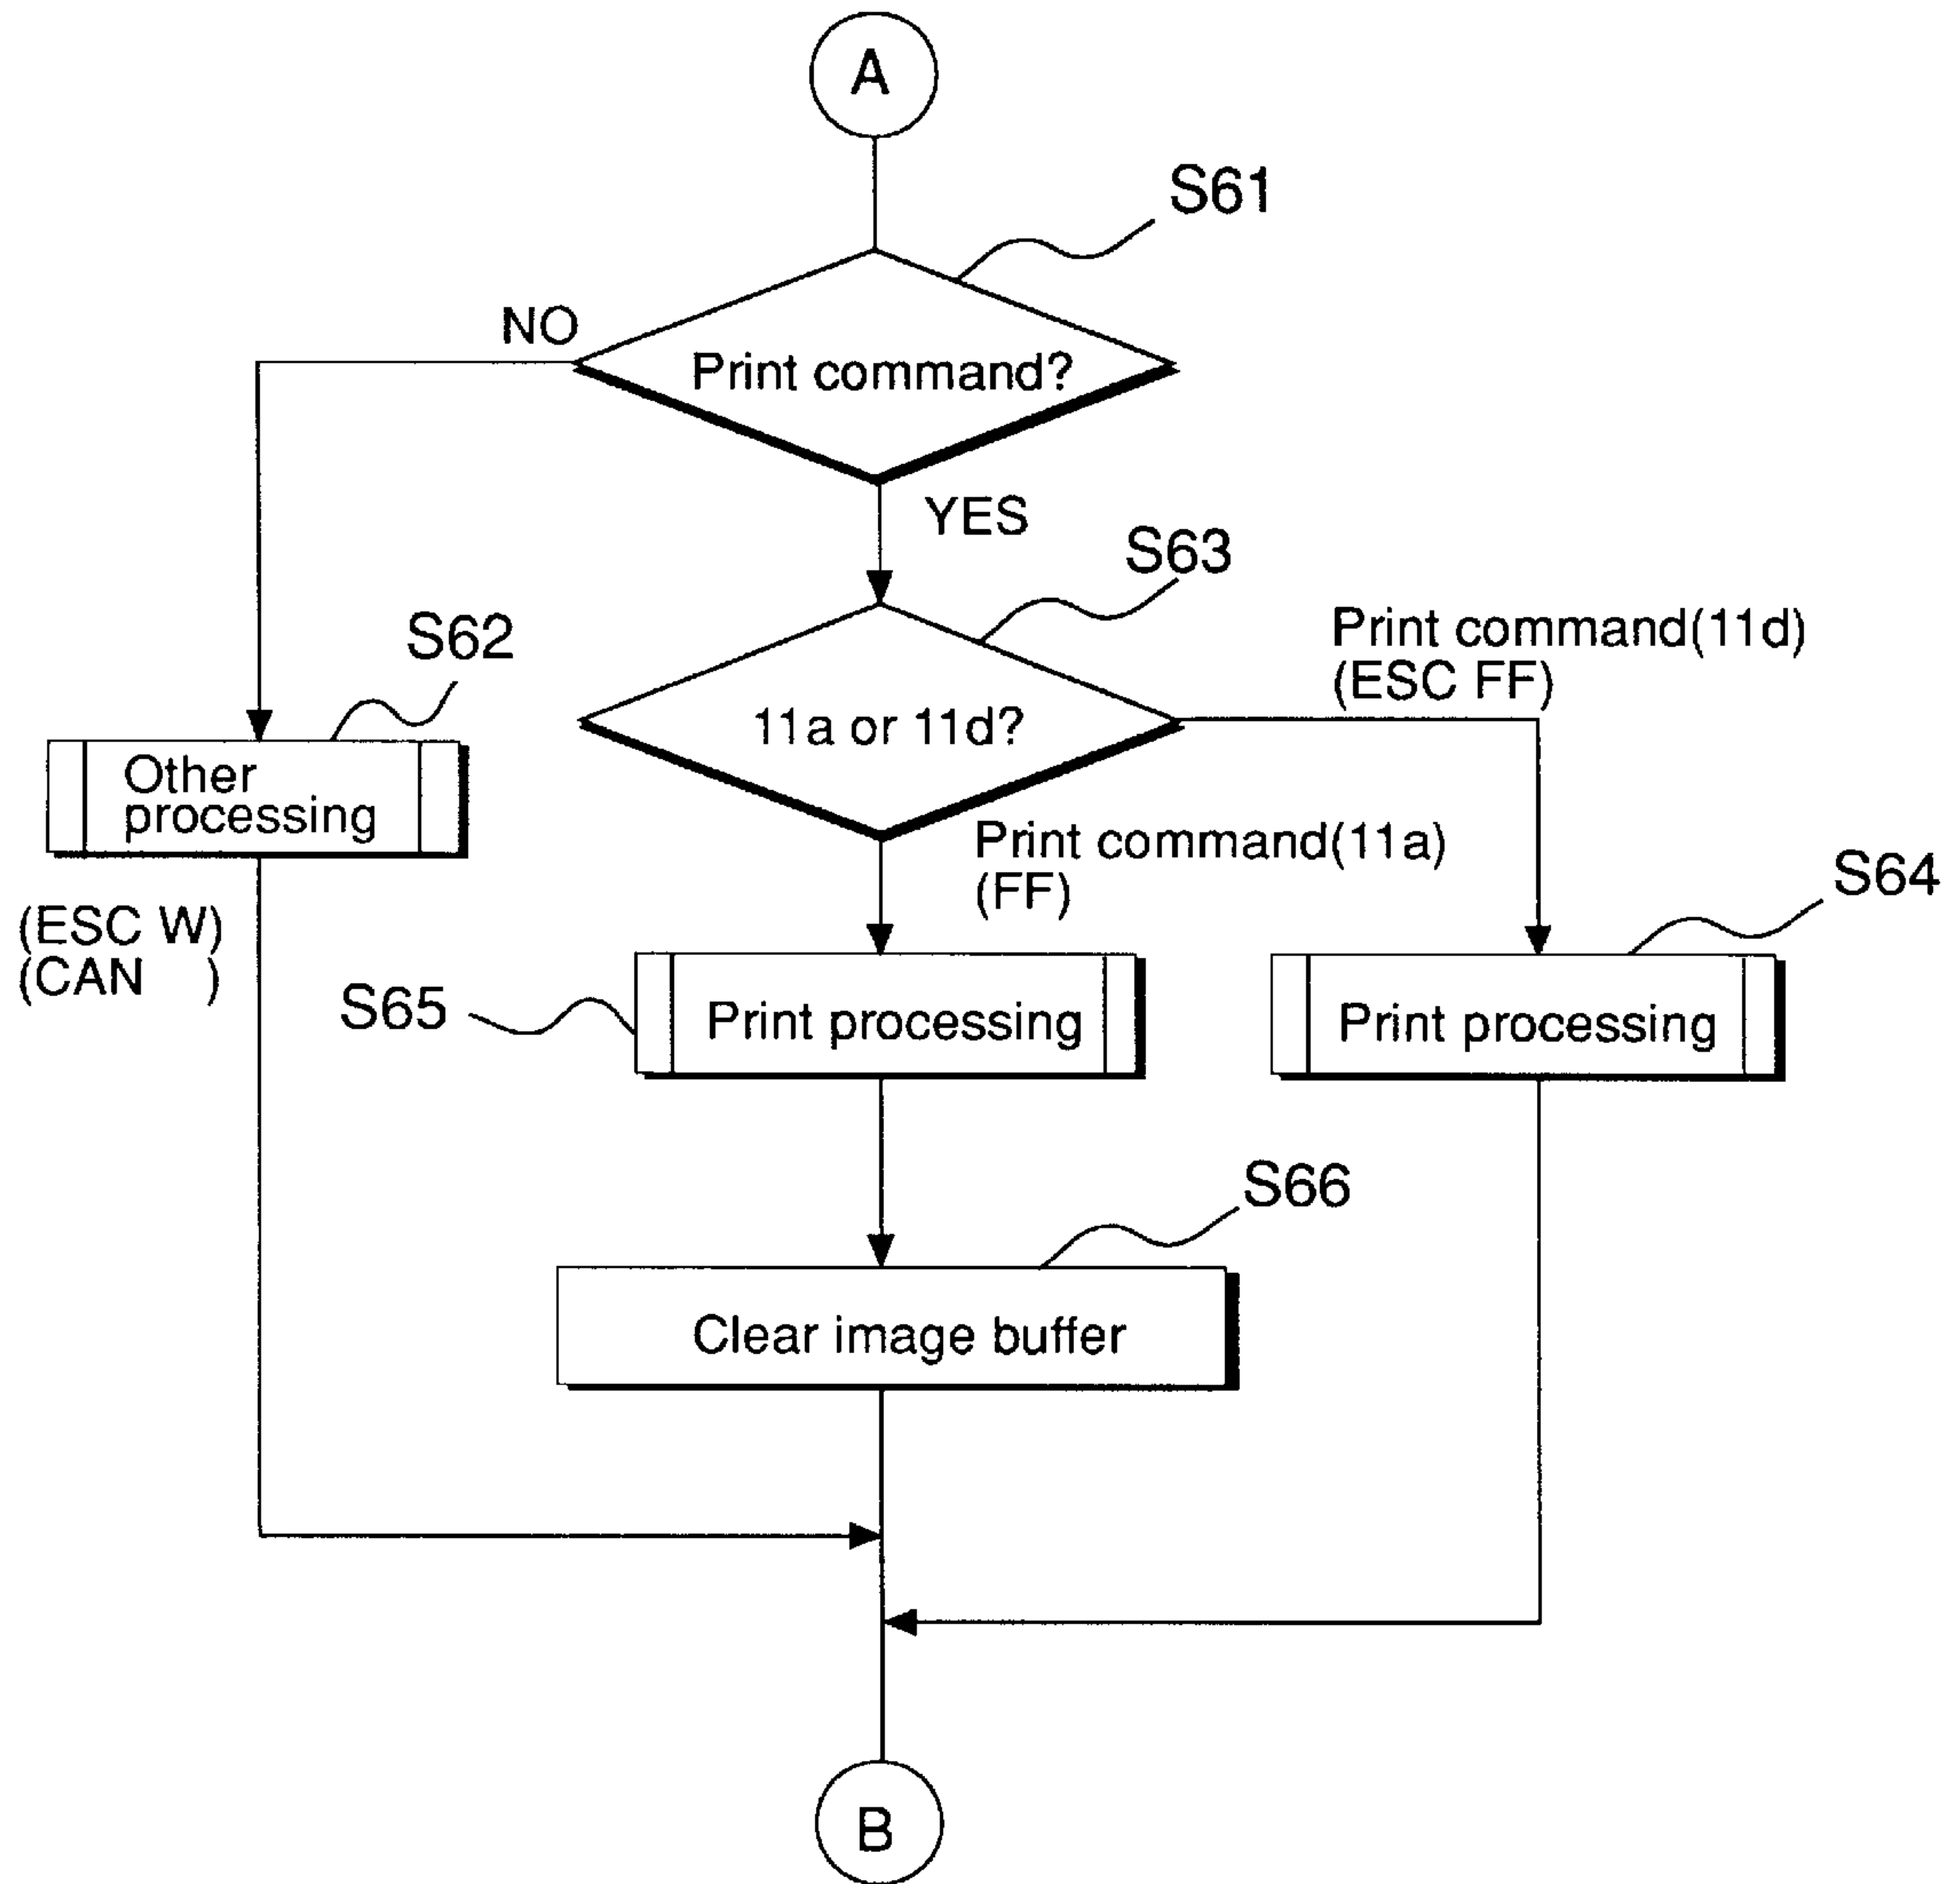 A
S61
NO
Print command?
YES
S63
S62
Print command(11d)
(ESC FF)
11a or 11d?
Other
processing
Print command(11a)
(FF)
S64
(ESC W)
(CAN )
S65
Print processing
Print processing
S66
Clear image buffer
B